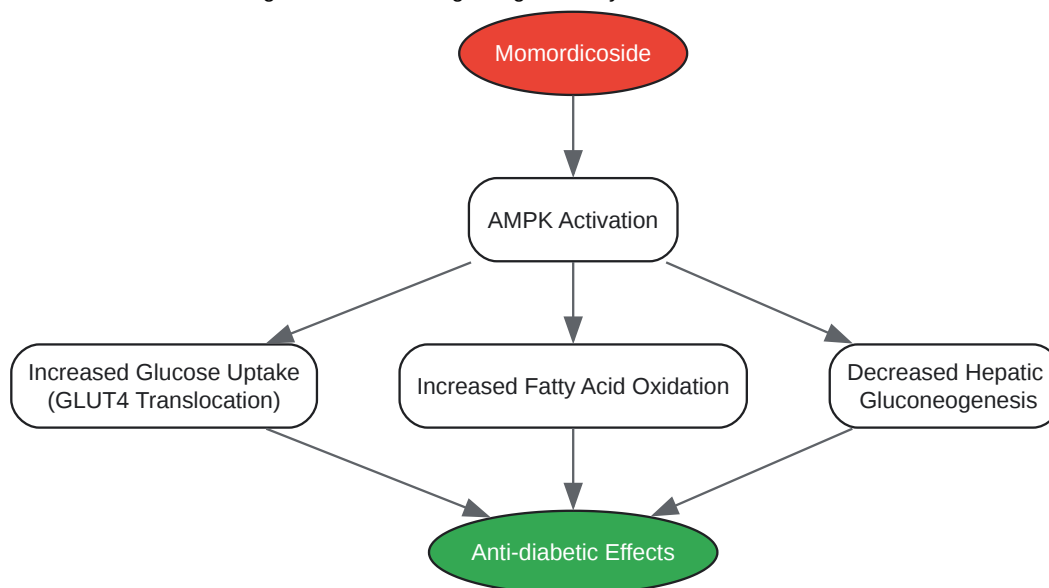 Momordicoside
AMPK Activation
Increased Glucose Uptake
(GLUT4 Translocation)
Increased Fatty Acid Oxidation
Decreased Hepatic
Gluconeogenesis
Anti-diabetic Effects